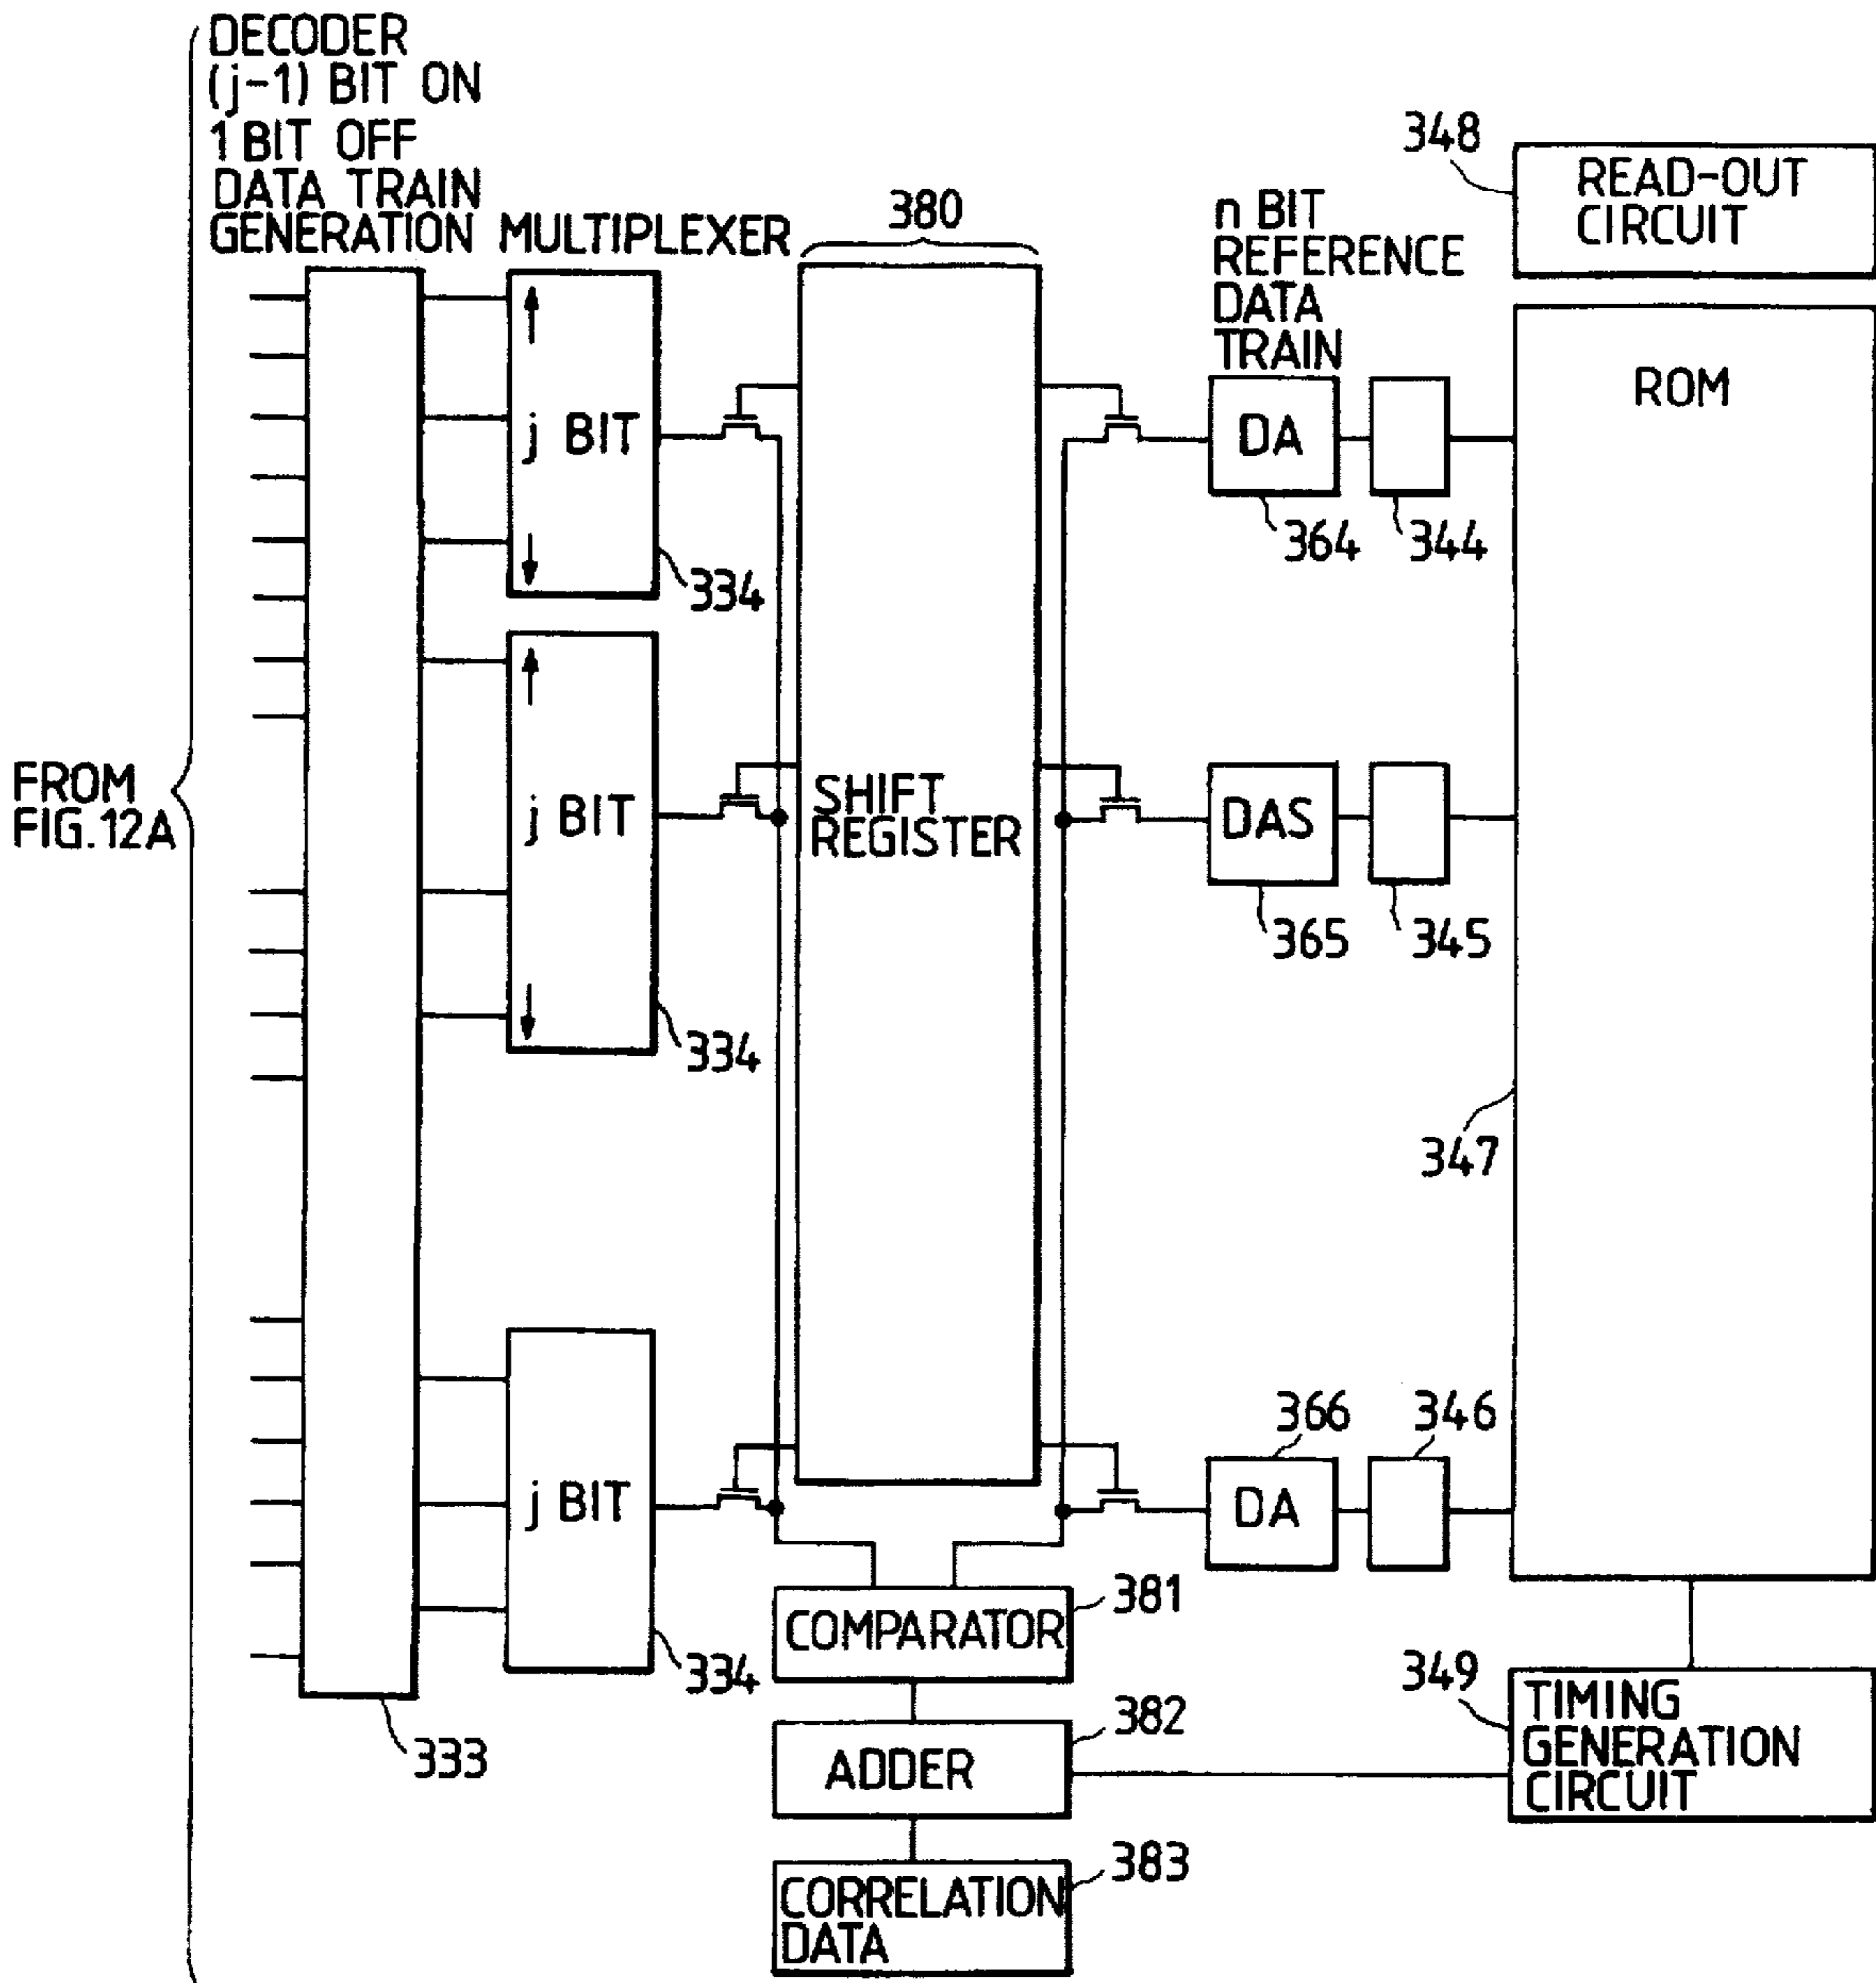 DECODER
(j-1) BIT ON
1 BIT OFF
DATA TRAIN
GENERATION MULTIPLEXER
380
n BIT
REFERENCE
DATA
TRAIN
348
READ-OUT
CIRCUIT
j BIT
334
DA
364
344
ROM
FROM
FIG.12A
j BIT
334
SHIFT
REGISTER
DAS
365
345
347
j BIT
334
333
366
DA
346
COMPARATOR
381
ADDER
382
349
TIMING
GENERATION
CIRCUIT
CORRELATION
DATA
383